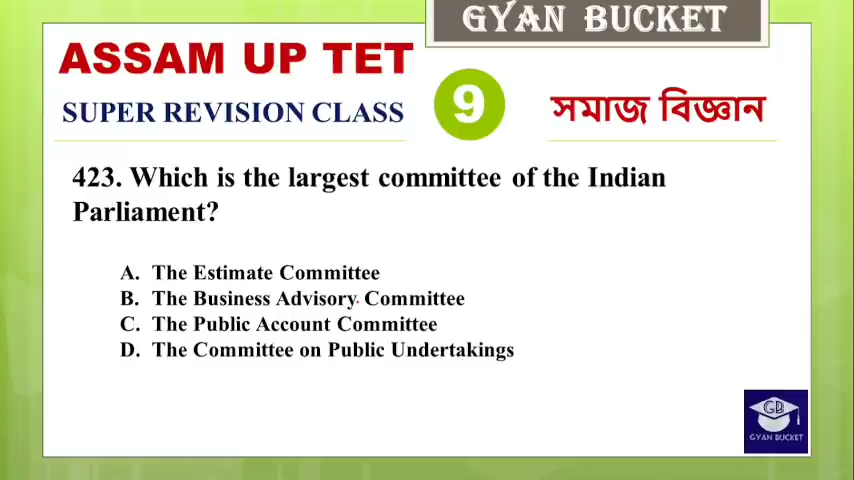 GYAN BUCKET
ASSAM UP TET
SUPER REVISION CLASS
9
সমাজ বিজ্ঞান
423. Which is the largest committee of the Indian
Parliament?
A. The Estimate Committee
B. The Business Advisory Committee
C. The Public Account Committee
D. The Committee on Public Undertakings
GB
GYAN BUCKET